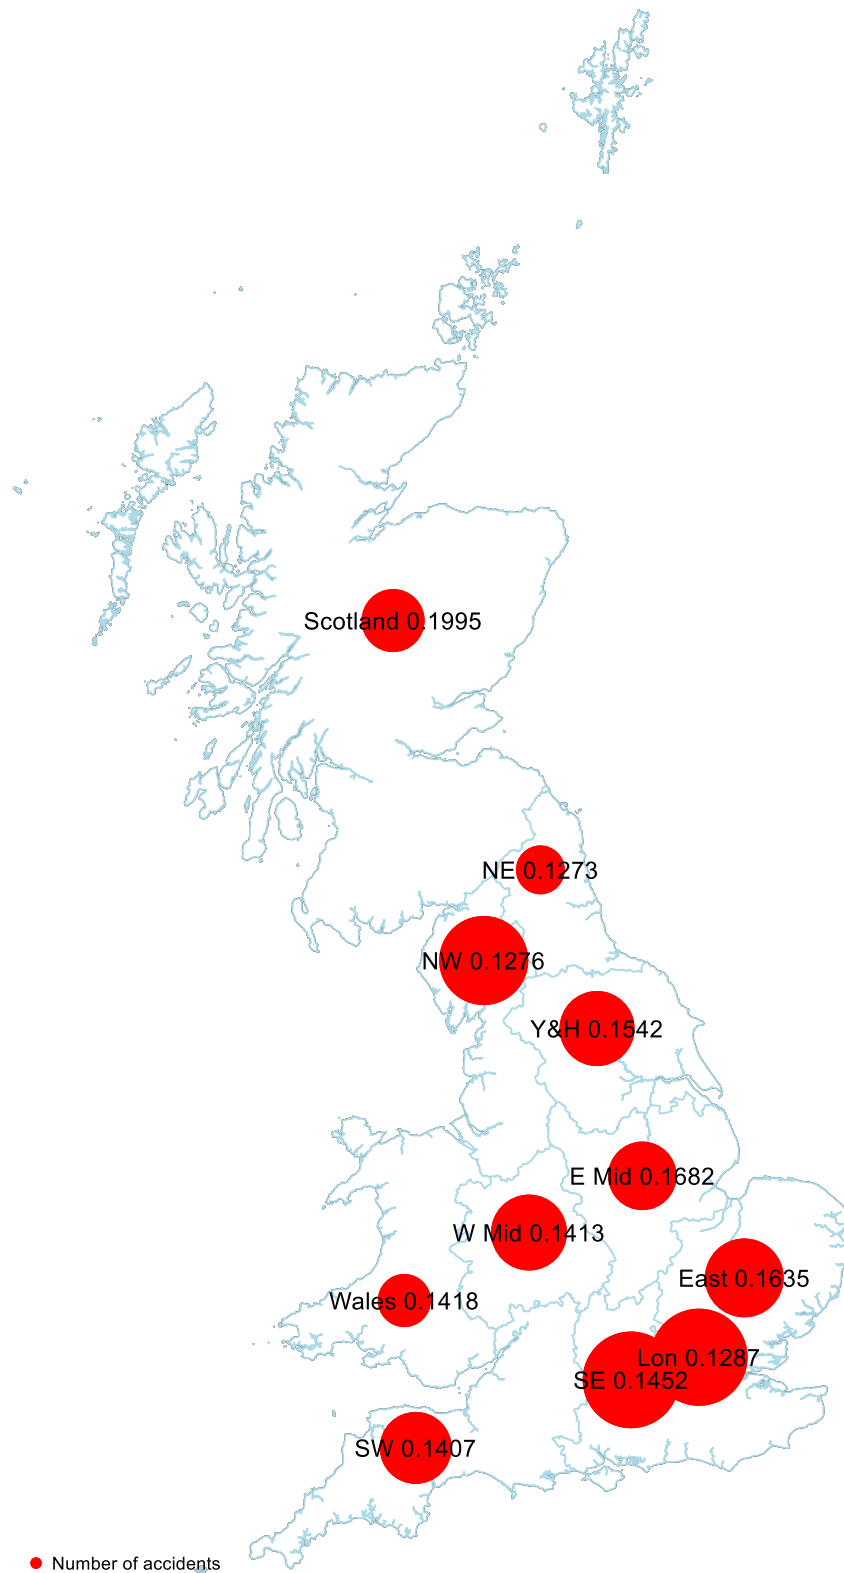 Scotland 0.1995
NE 0.1273
NW 0.1276
Y&H 0.1542
E Mid 0.1682
W Mid 0.1413
East 0.1635
Wales 0.1418
Lon 0.1287
SE 0.1452
SW 0.1407
Number of accidents